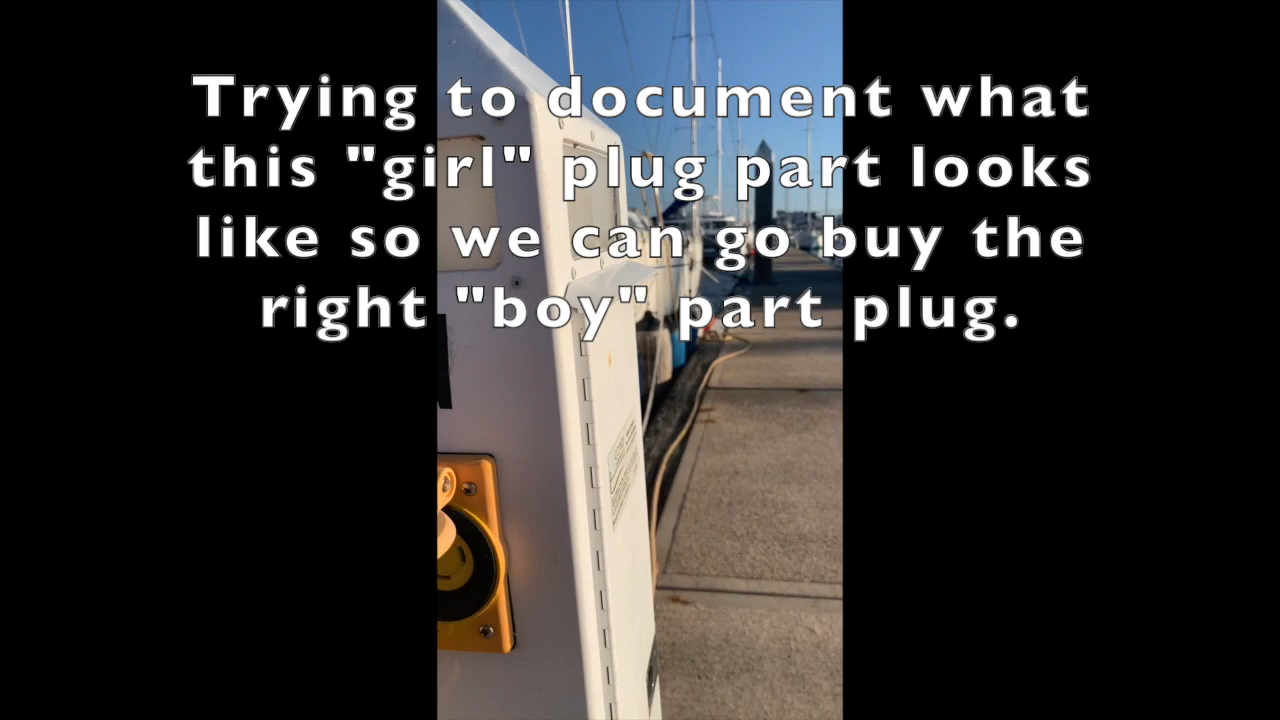 Trying to document what
this "girl" plug part looks
like so we can go buy the
right "boy" part plug.